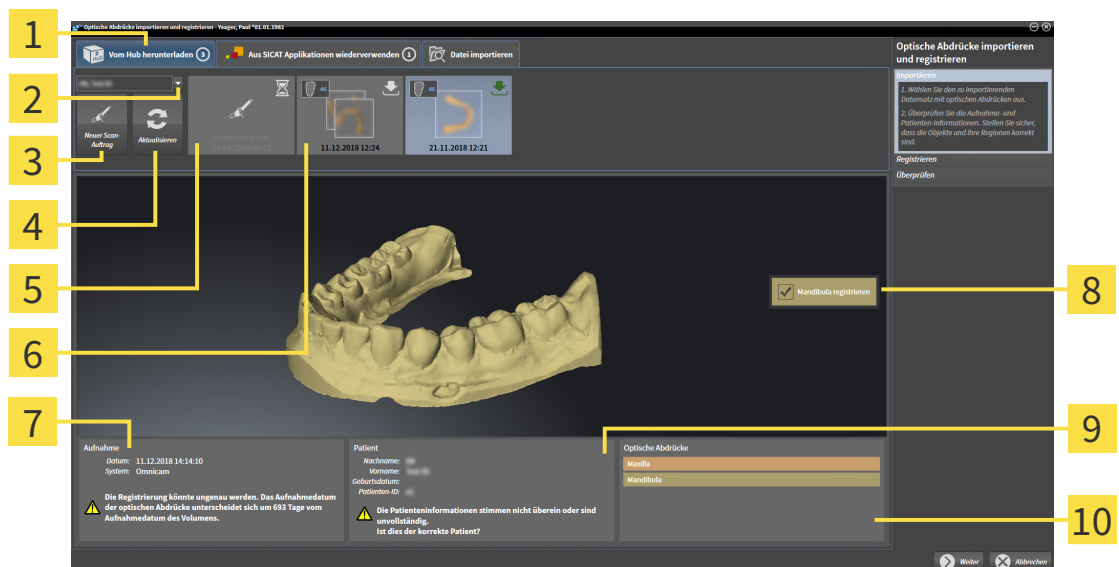 Optische Abdrücke importieren und registrieren - Yeager, Paul *01.01.1981
1
Vom Hub herunterladen 3
Aus SICAT Applikationen wiederverwenden 1
Datei importieren
Hub
2
3
4
5
6
Neuer Scan-
Auftrag
Aktualisieren
46
11.12.2018 12:24
46
21.11.2018 12:21
Optische Abdrücke importieren
und registrieren
Importieren
1. Wählen Sie den zu importierenden
Datensatz mit optischen Abdrücken aus.
2. Überprüfen Sie die Aufnahme- und
Patienten-Informationen. Stellen Sie sicher,
dass die Objekte und ihre Regionen korrekt
sind.
Registrieren
Überprüfen
Mandibula registrieren
8
7
Aufnahme
Datum: 11.12.2018 14:14:10
System: Omnicam
Die Registrierung könnte ungenau werden. Das Aufnahmedatum
der optischen Abdrücke unterscheidet sich um 693 Tage vom
Aufnahmedatum des Volumens.
Patient
Nachname:
Vorname:
Geburtsdatum:
Patienten-ID:
Die Patienteninformationen stimmen nicht überein oder sind
unvollständig.
Ist dies der korrekte Patient?
9
Optische Abdrücke
Maxilla
Mandibula
10
Weiter
Abbrechen